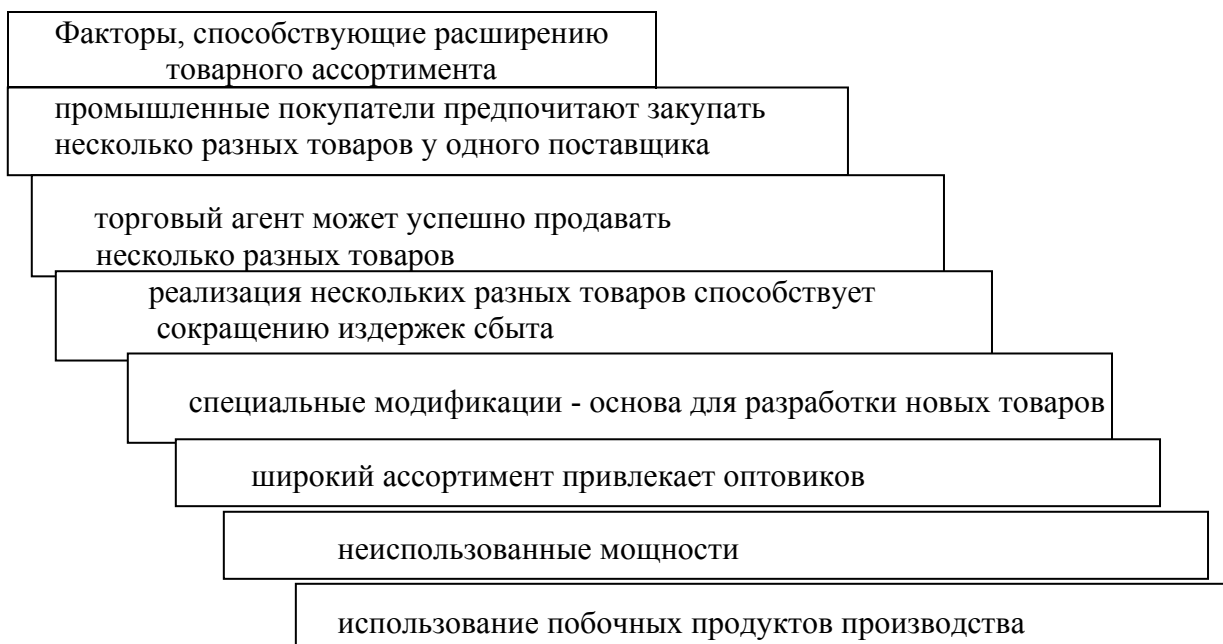 Факторы, способствующие расширению
товарного ассортимента
промышленные покупатели предпочитают закупать
несколько разных товаров у одного поставщика
торговый агент может успешно продавать
несколько разных товаров
реализация нескольких разных товаров способствует
сокращению издержек сбыта
специальные модификации - основа для разработки новых товаров
широкий ассортимент привлекает оптовиков
неиспользованные мощности
использование побочных продуктов производства